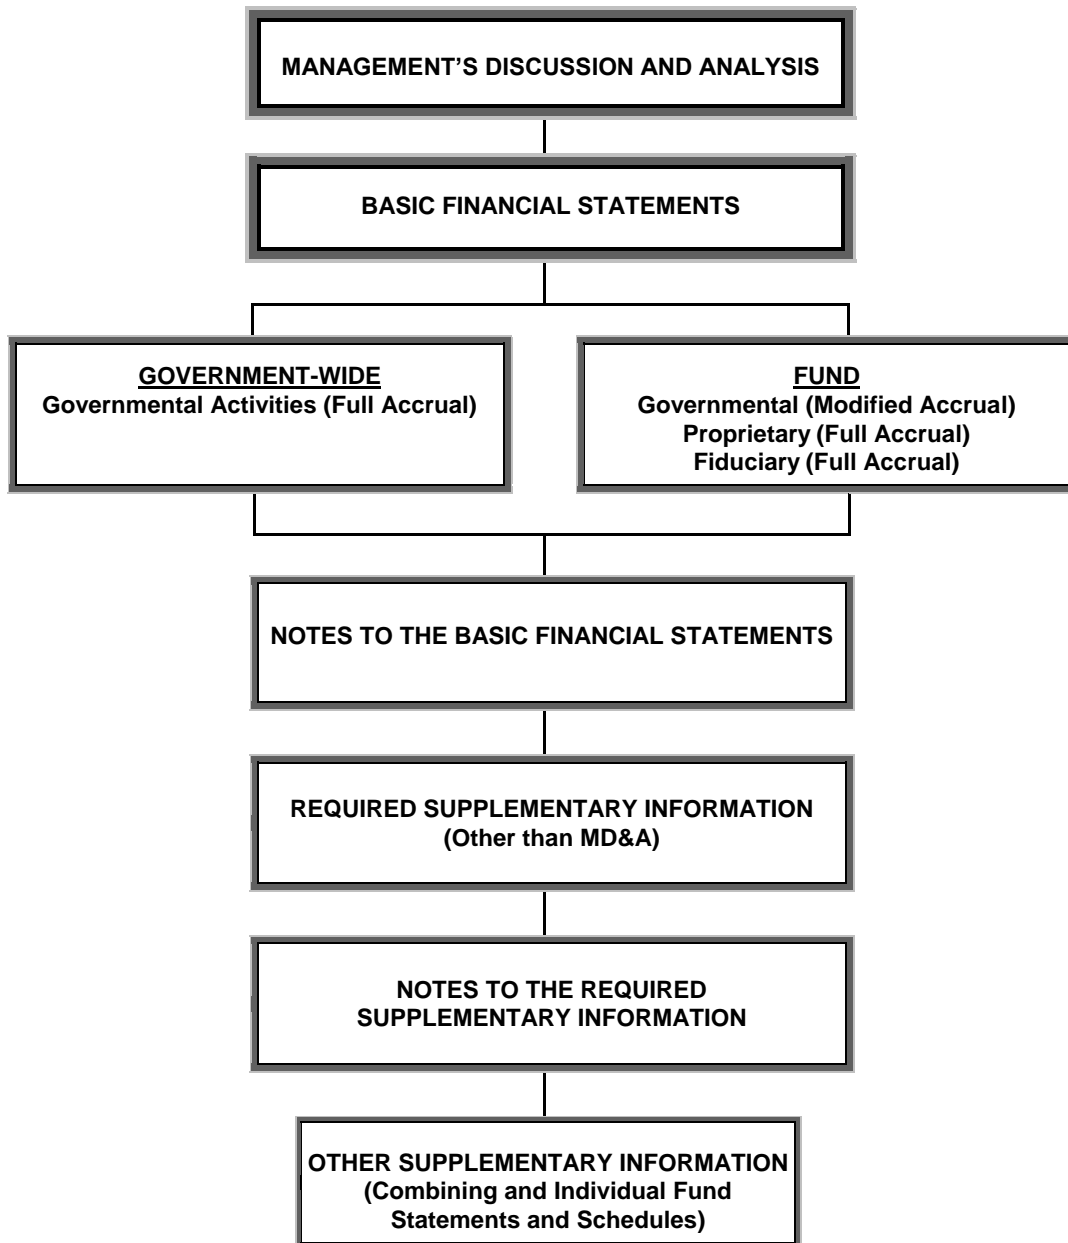 MANAGEMENT’S DISCUSSION AND ANALYSIS
BASIC FINANCIAL STATEMENTS
GOVERNMENT-WIDE
Governmental Activities (Full Accrual)
FUND
Governmental (Modified Accrual)
Proprietary (Full Accrual)
Fiduciary (Full Accrual)
NOTES TO THE BASIC FINANCIAL STATEMENTS
REQUIRED SUPPLEMENTARY INFORMATION
(Other than MD&A)
NOTES TO THE REQUIRED
SUPPLEMENTARY INFORMATION
OTHER SUPPLEMENTARY INFORMATION
(Combining and Individual Fund
Statements and Schedules)